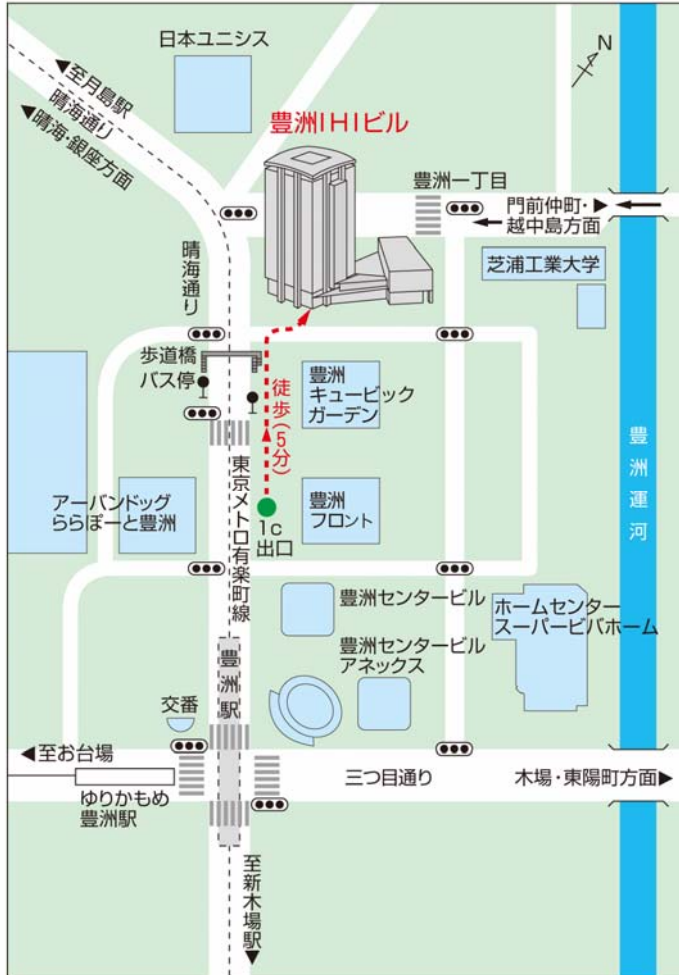 日本ユニシス
N
◀至月島駅
晴海通り
◀晴海・銀座方面
豊洲IHIビル
豊洲一丁目
門前仲町・▶
越中島方面
芝浦工業大学
晴海通り
歩道橋
バス停
豊洲
キュービック
ガーデン
徒歩(5分)
豊洲運河
アーバンドッグ
ららぽーと豊洲
東京メトロ有楽町線
1c
出口
豊洲
フロント
豊洲センタービル
ホームセンター
スーパービバホーム
豊洲センタービル
アネックス
豊洲駅
交番
◀至お台場
ゆりかもめ
豊洲駅
三つ目通り
木場・東陽町方面▶
至新木場駅▼